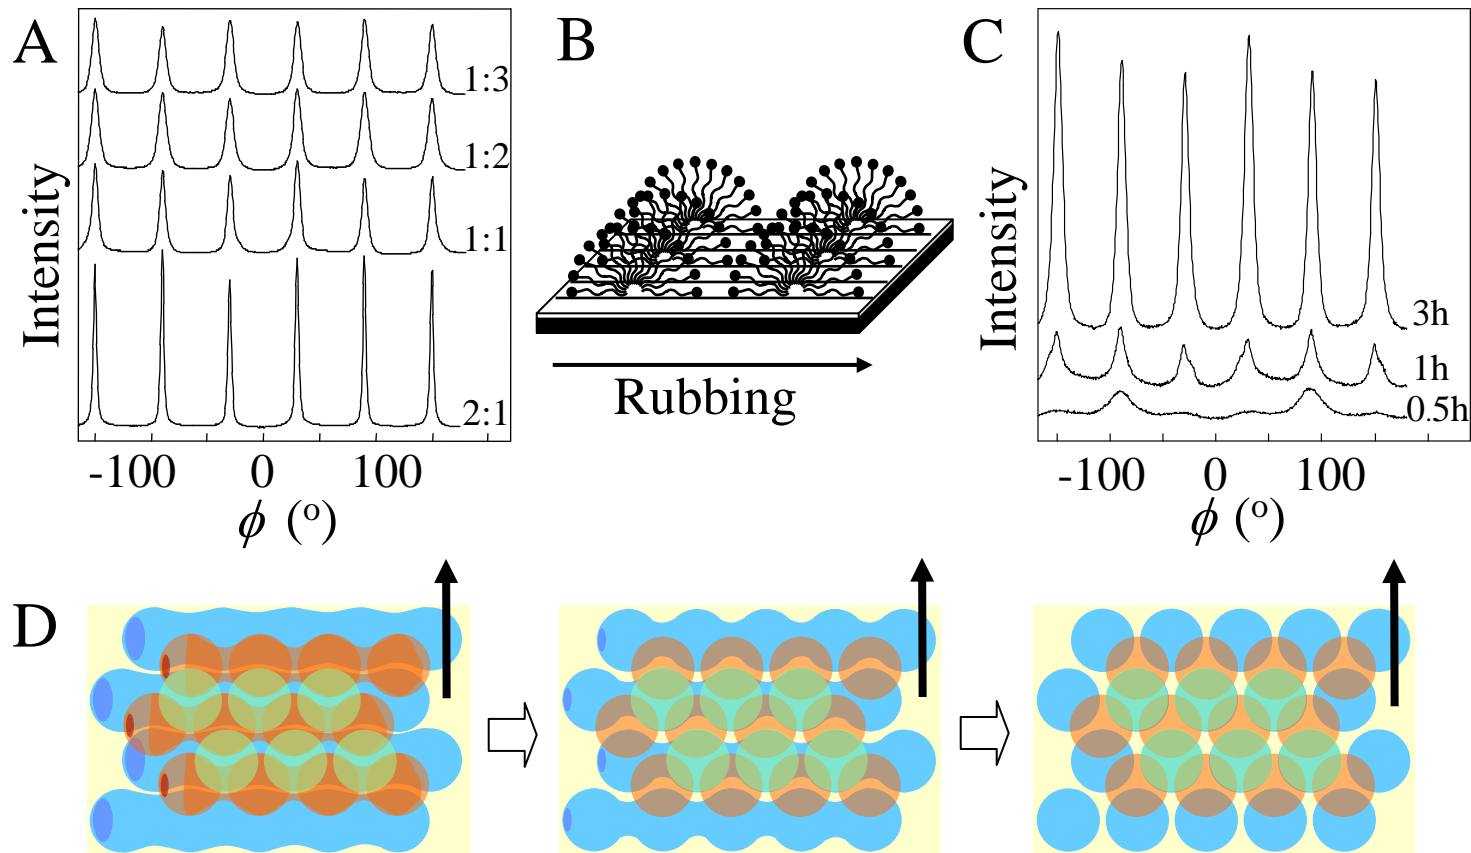 A
Intensity
1:3
1:2
1:1
2:1
-100 0 100
ϕ (o)
B
Rubbing
C
Intensity
3h
1h
0.5h
-100 0 100
ϕ (o)
D